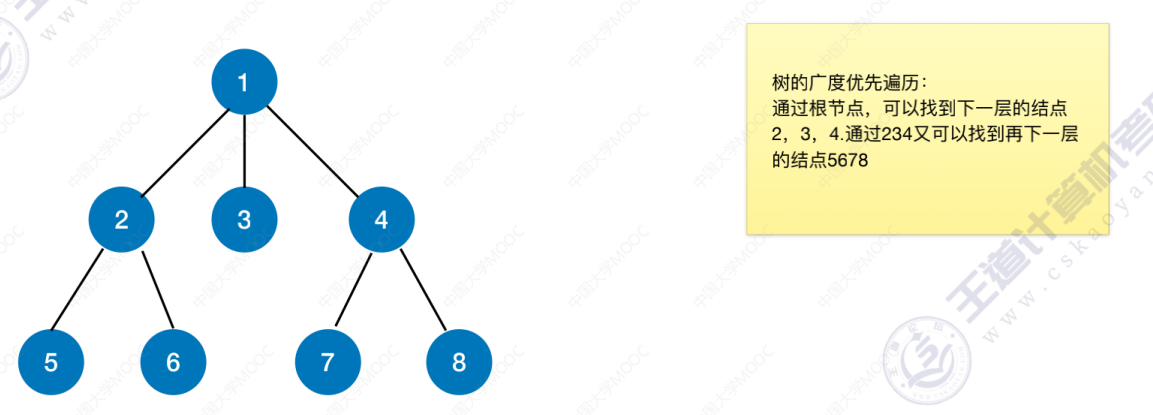 1
树的广度优先遍历：
通过根节点，可以找到下一层的结点
2，3，4.通过234又可以找到再下一层
的结点5678
2
3
4
5
6
7
8
中国大学MOOC
王道计算机考研
www.cskaoyan